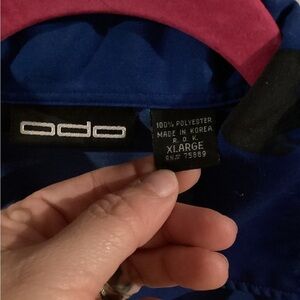 odo
100% POLYESTER
MADE IN KOREA
R.O.K.
XLARGE
RN# 75889